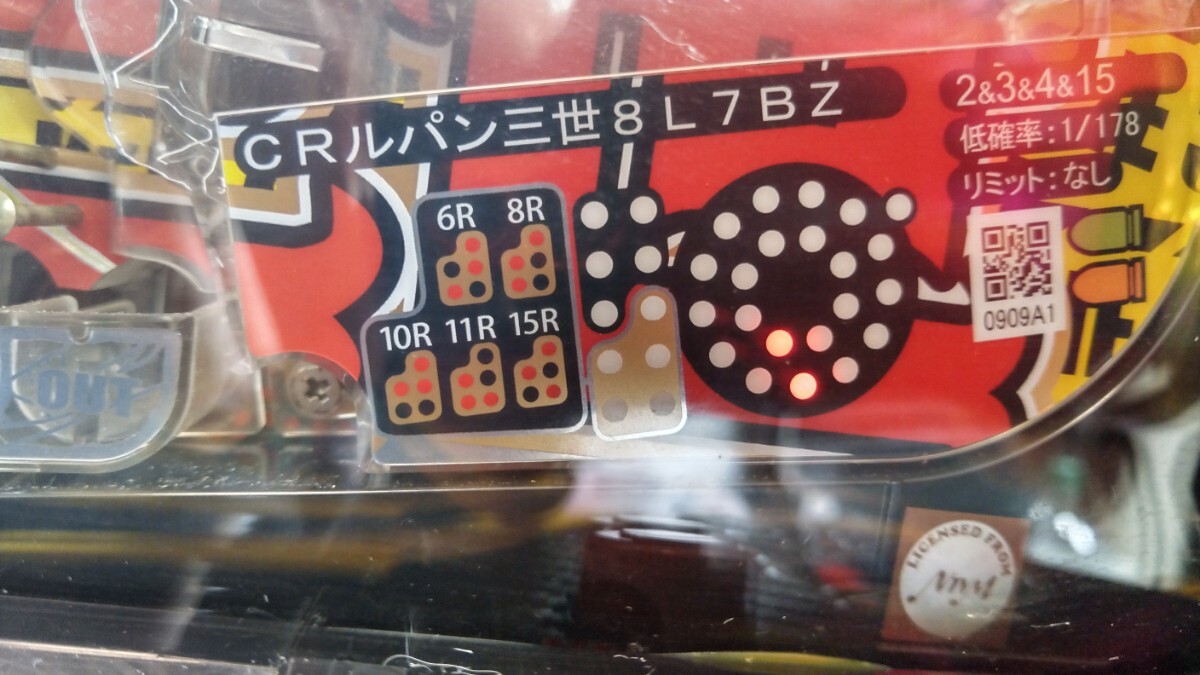 CRルパン三世8L7BZ
2&3&4&15
低確率:1/178
リミット:なし
6R 8R
10R 11R 15R
0909A1
OUT
LICENSED FROM